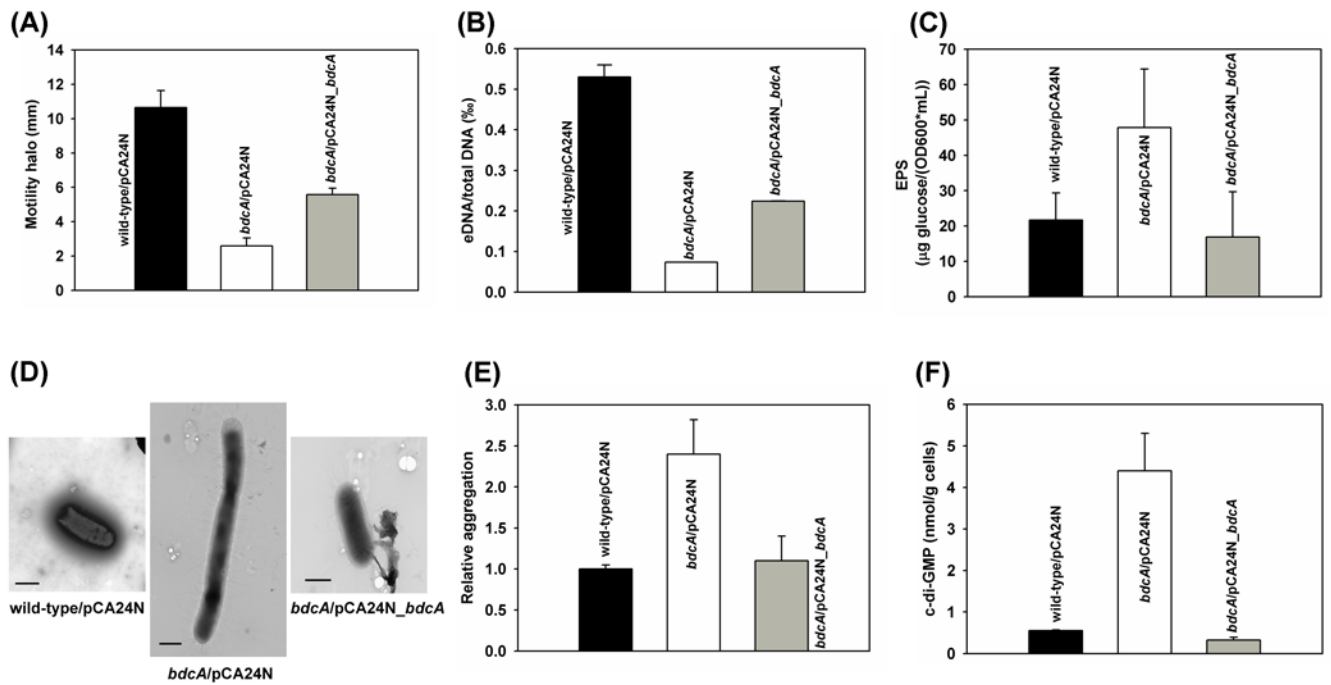 (A)
Motility halo (mm)
14
12
10
8
6
4
2
0
wild-type/pCA24N
bdcA/pCA24N
bdcA/pCA24N_bdcA
(B)
eDNA/total DNA (‰)
0.6
0.5
0.4
0.3
0.2
0.1
0.0
wild-type/pCA24N
bdcA/pCA24N
bdcA/pCA24N_bdcA
(C)
EPS
(µg glucose/(OD600*mL))
70
60
50
40
30
20
10
0
wild-type/pCA24N
bdcA/pCA24N
bdcA/pCA24N_bdcA
(D)
wild-type/pCA24N
bdcA/pCA24N
bdcA/pCA24N_bdcA
(E)
Relative aggregation
3.0
2.5
2.0
1.5
1.0
0.5
0.0
wild-type/pCA24N
bdcA/pCA24N
bdcA/pCA24N_bdcA
(F)
c-di-GMP (nmol/g cells)
6
5
4
3
2
1
0
wild-type/pCA24N
bdcA/pCA24N
bdcA/pCA24N_bdcA